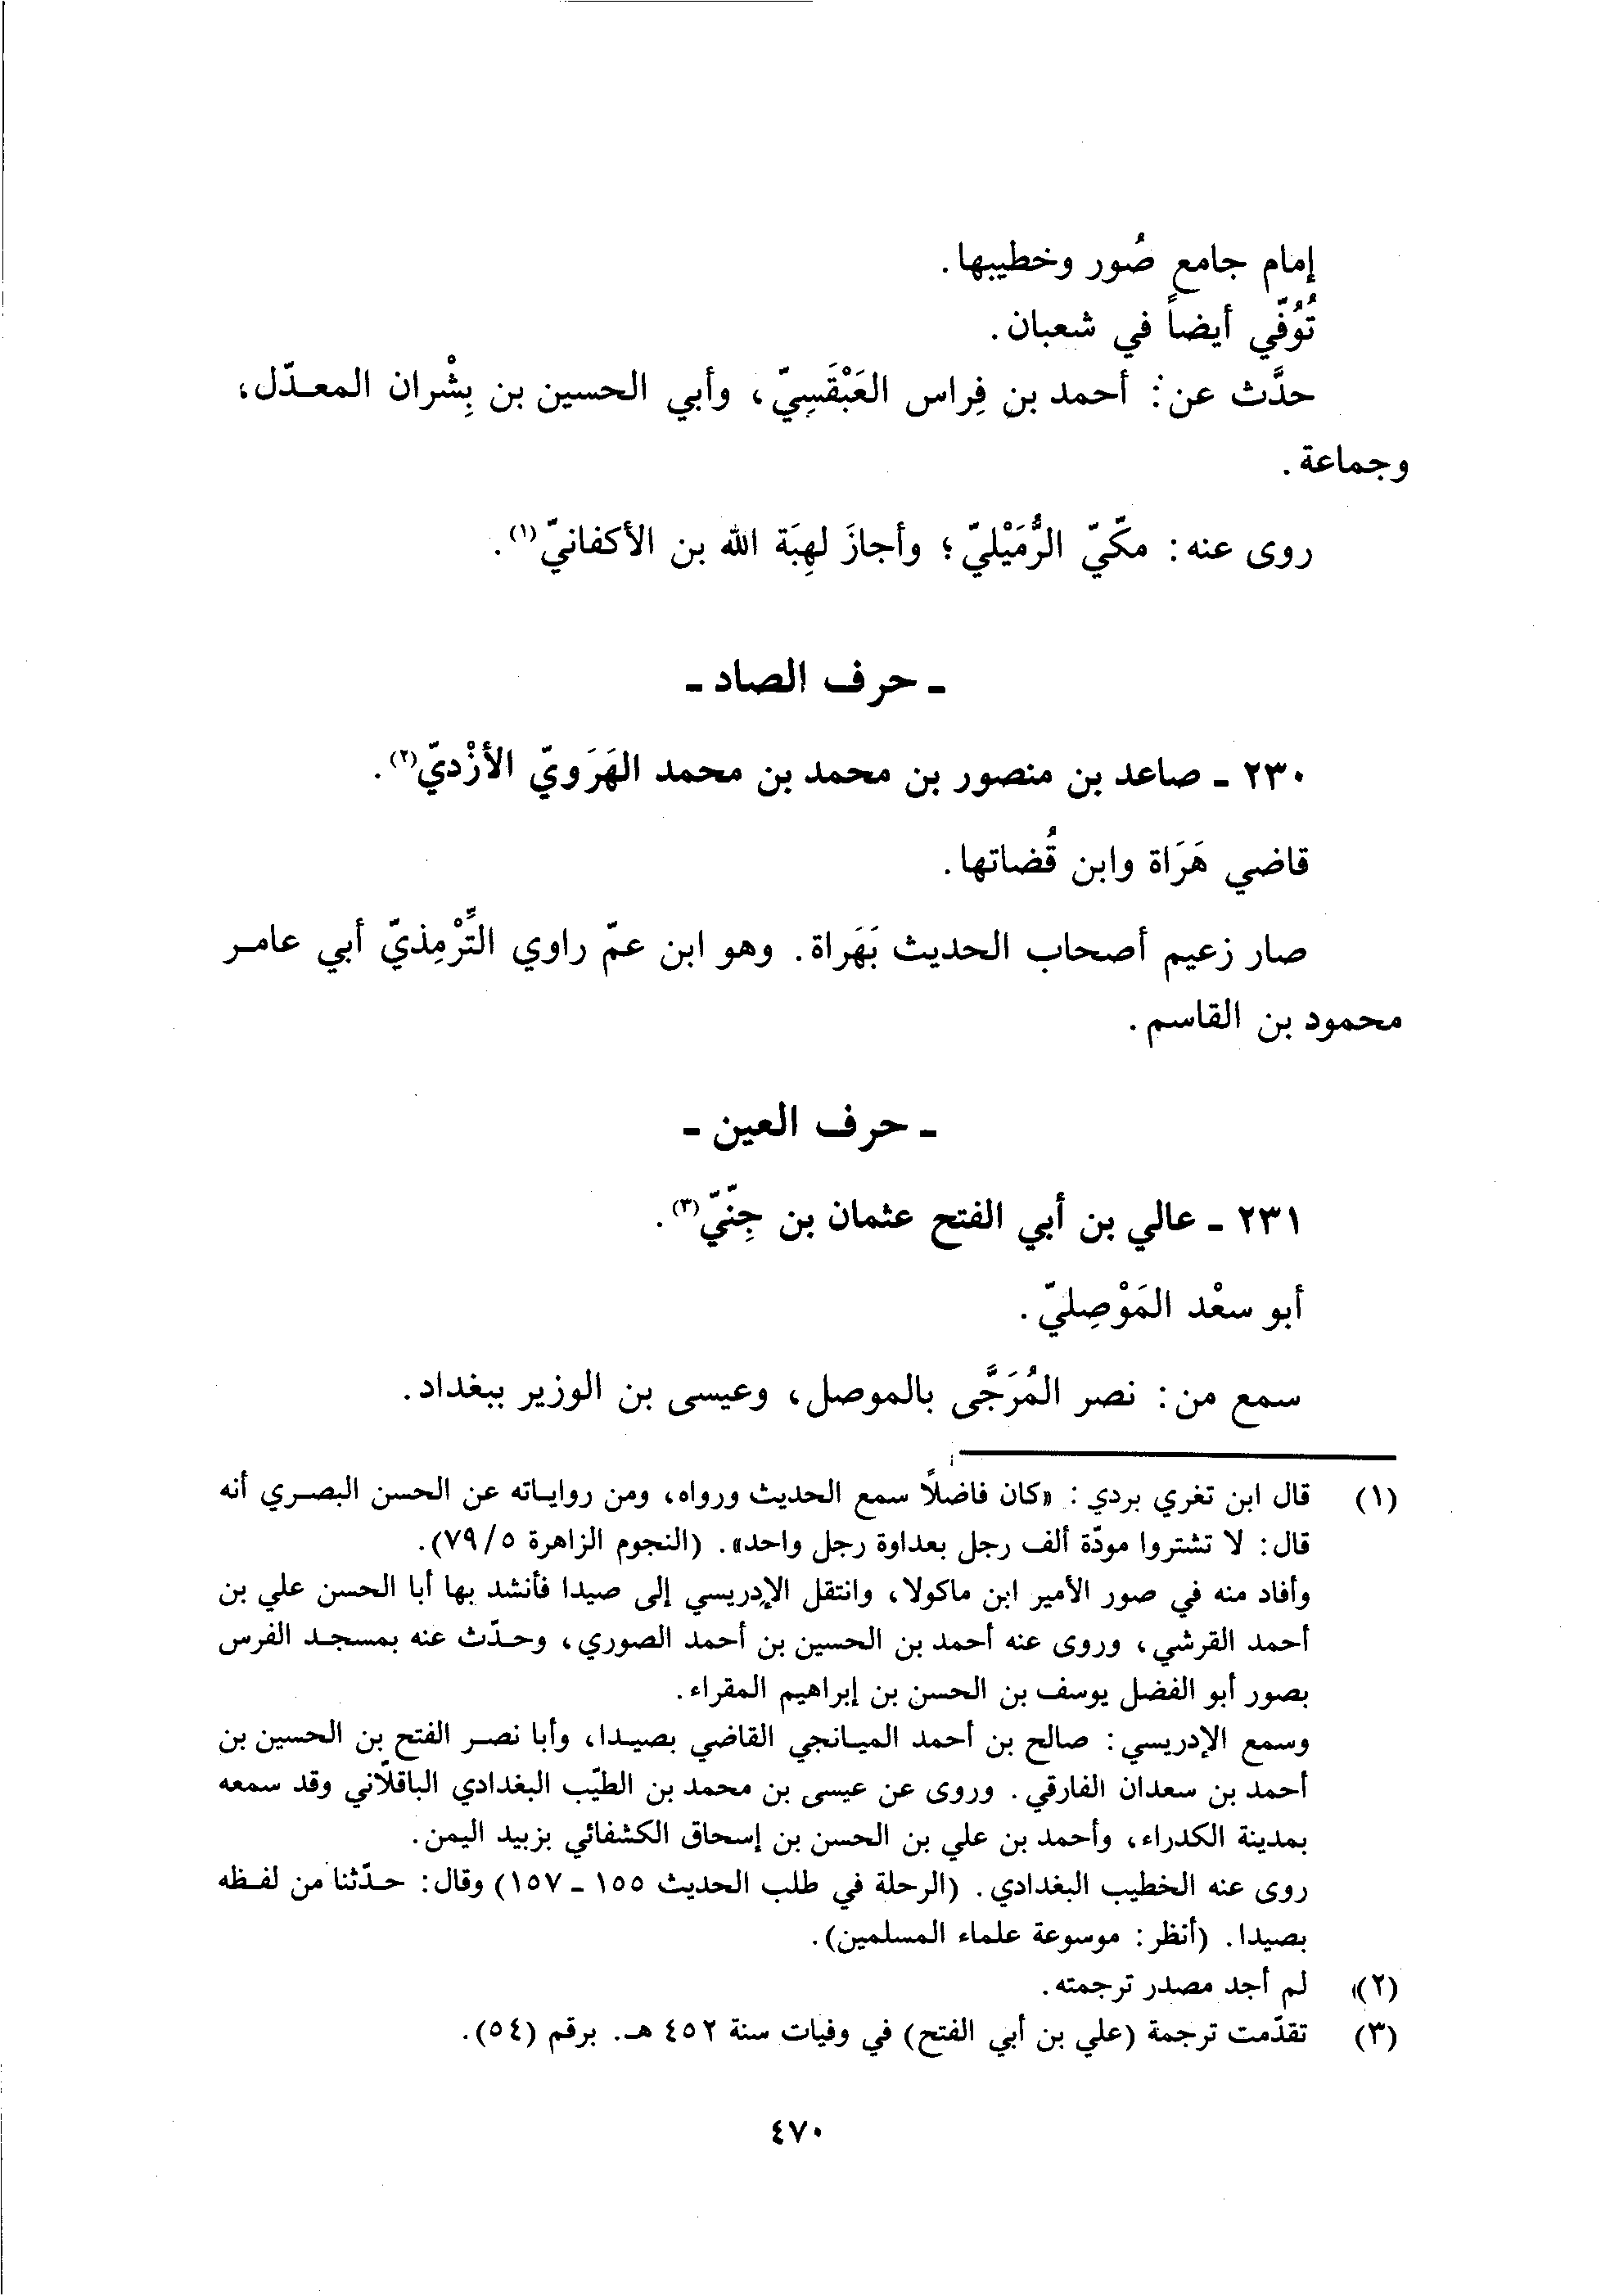 إمام جامع صُور وخطيبها.
تُوُفّي أيضاً في شعبان.
حدَّث عن: أحمد بن فِراس العَبْقَسِيّ، وأبي الحسين بن بِشْران المعدّل،
وجماعة.
روى عنه: مكّيّ الرُّمَيْليّ؛ وأجازَ لهِبَة الله بن الأكفانيّ(١).
ـ حرف الصاد ـ
٢٣٠ ـ صاعد بن منصور بن محمد بن محمد الهَرَويّ الأزْديّ(٢).
قاضي هَرَاة وابن قُضاتها.
صار زعيم أصحاب الحديث بَهَراة. وهو ابن عمّ راوي التِّرْمِذيّ أبي عامر
محمود بن القاسم.
ـ حرف العين ـ
٢٣١ ـ عالي بن أبي الفتح عثمان بن جِنّيّ(٣).
أبو سعْد المَوْصِليّ.
سمع من: نصر المُرَجَّى بالموصل، وعيسى بن الوزير ببغداد.
(١) قال ابن تغري بردي: «كان فاضلاً سمع الحديث ورواه، ومن رواياته عن الحسن البصري أنه
قال: لا تشتروا مودّة ألف رجل بعداوة رجل واحد». (النجوم الزاهرة ٥/٧٩).
وأفاد منه في صور الأمير ابن ماكولا، وانتقل الإدريسي إلى صيدا فأنشد بها أبا الحسن علي بن
أحمد القرشي، وروى عنه أحمد بن الحسين بن أحمد الصوري، وحدّث عنه بمسجد الفرس
بصور أبو الفضل يوسف بن الحسن بن إبراهيم المقراء.
وسمع الإدريسي: صالح بن أحمد الميانجي القاضي بصيدا، وأبا نصر الفتح بن الحسين بن
أحمد بن سعدان الفارقي. وروى عن عيسى بن محمد بن الطيّب البغدادي الباقلاّني وقد سمعه
بمدينة الكدراء، وأحمد بن علي بن الحسن بن إسحاق الكشفائي بزبيد اليمن.
روى عنه الخطيب البغدادي. (الرحلة في طلب الحديث ١٥٥ ـ ١٥٧) وقال: حدّثنا من لفظه
بصيدا. (أنظر: موسوعة علماء المسلمين).
(٢) لم أجد مصدر ترجمته.
(٣) تقدّمت ترجمة (علي بن أبي الفتح) في وفيات سنة ٤٥٢ هـ. برقم (٥٤).
٤٧٠